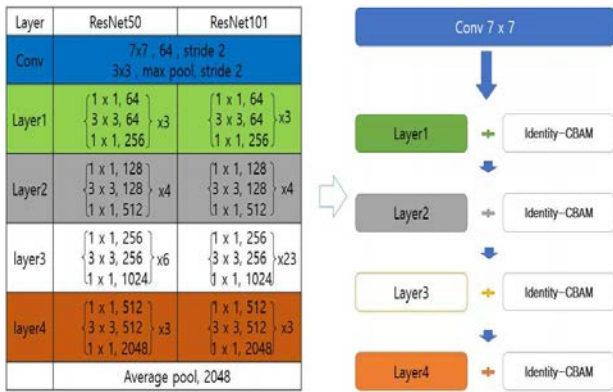 Layer ResNet50 ResNet101
Conv 7x7 , 64 , stride 2
3x3 , max pool, stride 2
Layer1 1 x 1, 64 3 x 3, 64 1 x 1, 256 x3 1 x 1, 64 3 x 3, 64 1 x 1, 256 x3
Layer2 1 x 1, 128 3 x 3, 128 1 x 1, 512 x4 1 x 1, 128 3 x 3, 128 1 x 1, 512 x4
layer3 1 x 1, 256 3 x 3, 256 1 x 1, 1024 x6 1 x 1, 256 3 x 3, 256 1 x 1, 1024 x23
layer4 1 x 1, 512 3 x 3, 512 1 x 1, 2048 x3 1 x 1, 512 3 x 3, 512 1 x 1, 2048 x3
Average pool, 2048
Conv 7 x 7
Layer1 + Identity-CBAM
Layer2 + Identity-CBAM
Layer3 + Identity-CBAM
Layer4 + Identity-CBAM